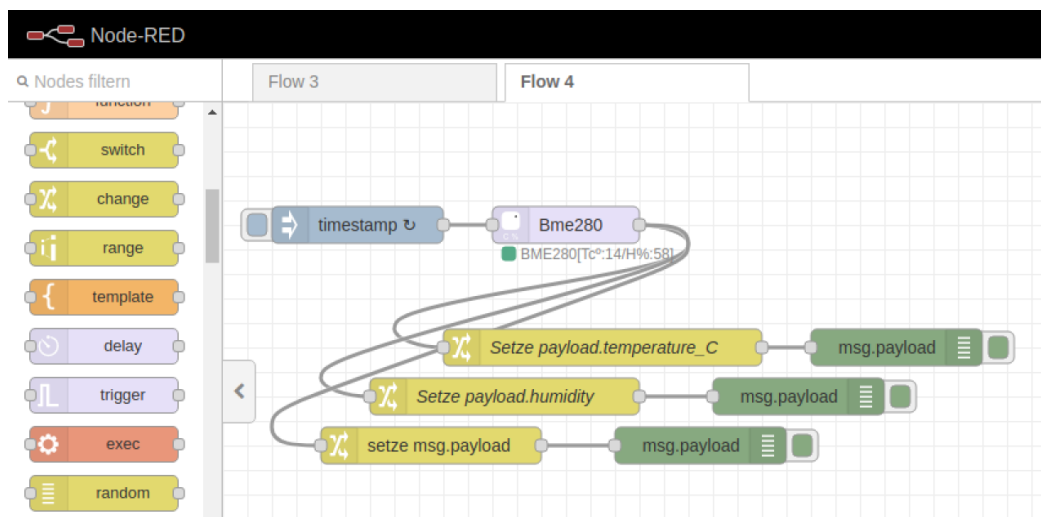 Node-RED
Nodes filtern
Flow 3
Flow 4
function
switch
change
range
template
delay
trigger
exec
random
timestamp ↻
Bme280
BME280[Tcº:14/H%:58]
Setze payload.temperature_C
msg.payload
Setze payload.humidity
msg.payload
setze msg.payload
msg.payload